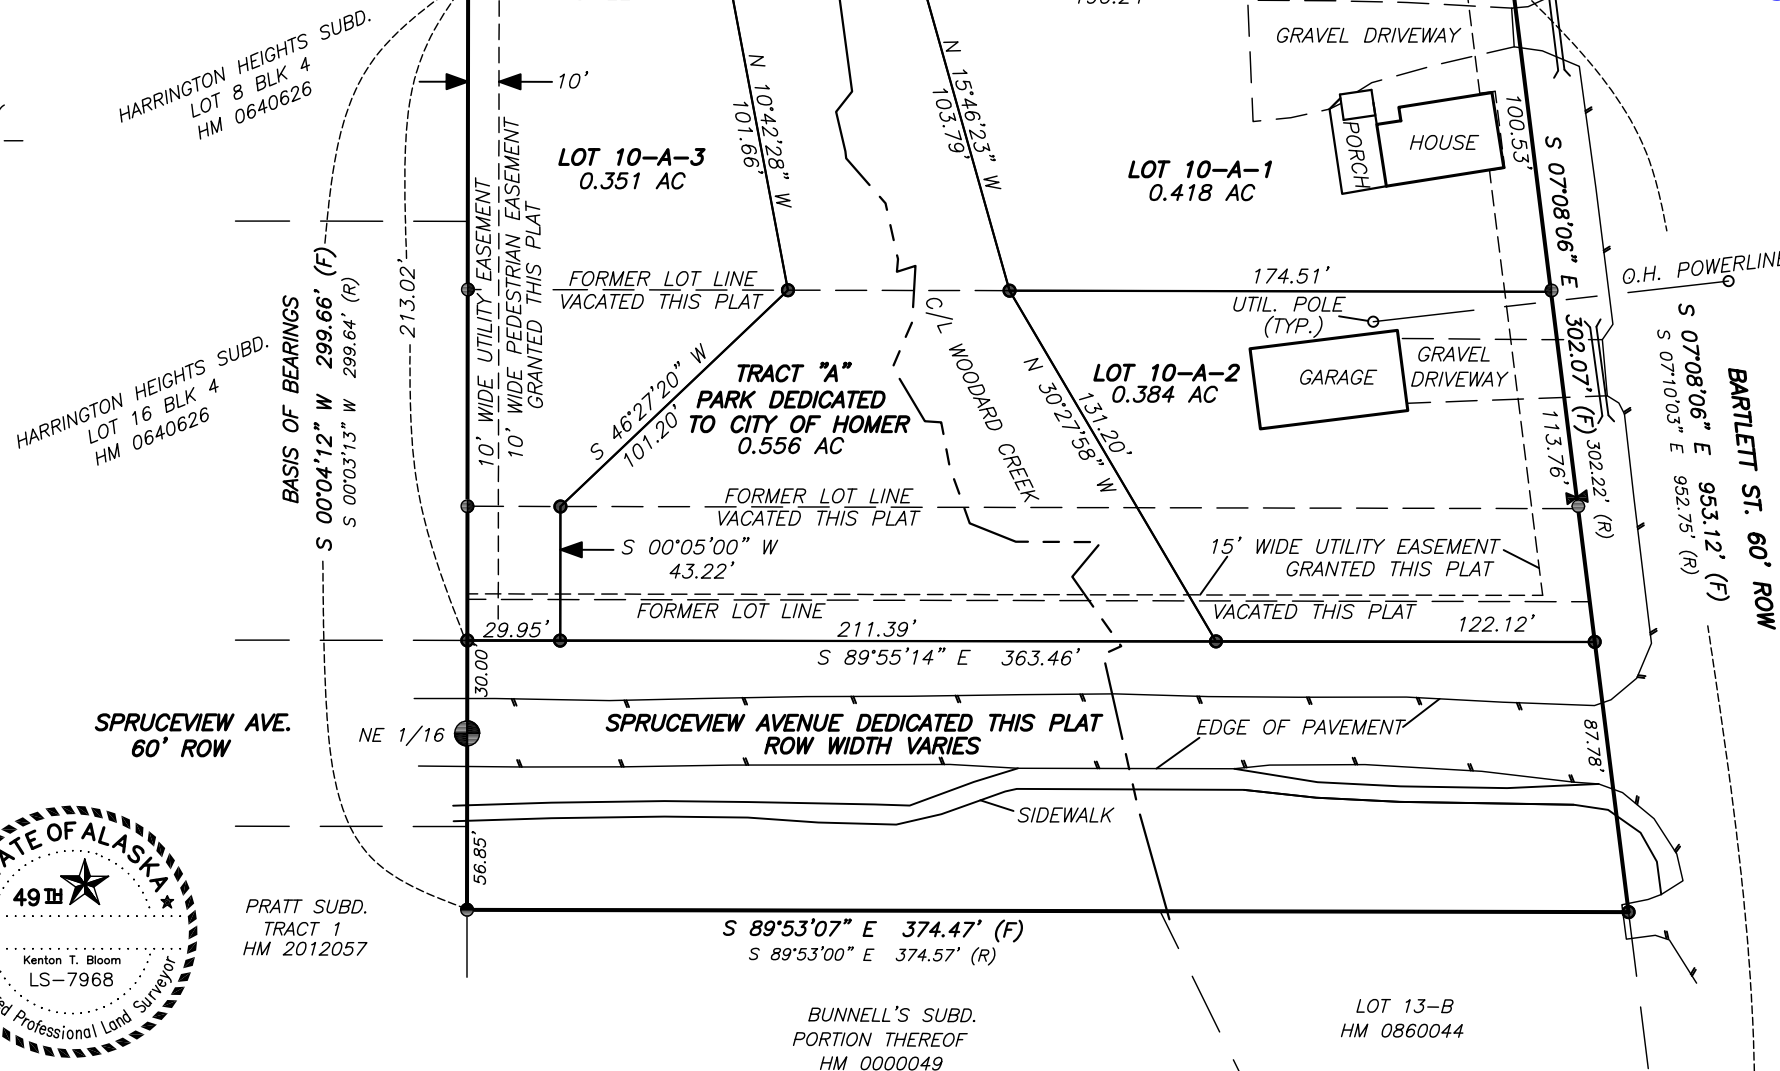 HARRINGTON HEIGHTS SUBD.
LOT 8 BLK 4
HM 0640626
10'
N 10°42'28" W
101.66'
N 15°46'23" W
103.79'
GRAVEL DRIVEWAY
PORCH
HOUSE
100.53'
LOT 10-A-3
0.351 AC
LOT 10-A-1
0.418 AC
10' WIDE UTILITY EASEMENT
10' WIDE PEDESTRIAN EASEMENT
GRANTED THIS PLAT
213.02'
BASIS OF BEARINGS
S 00°04'12" W 299.66' (F)
S 00°03'13" W 299.64' (R)
FORMER LOT LINE
VACATED THIS PLAT
174.51'
UTIL. POLE
(TYP.)
O.H. POWERLINE
S 07°08'06" E 302.07' (F)
302.22' (R)
113.76'
HARRINGTON HEIGHTS SUBD.
LOT 16 BLK 4
HM 0640626
S 46°27'20" W
101.20'
TRACT "A"
PARK DEDICATED
TO CITY OF HOMER
0.556 AC
C/L WOODARD CREEK
N 30°27'58" W
131.20'
LOT 10-A-2
0.384 AC
GARAGE
GRAVEL
DRIVEWAY
S 07°08'06" E 953.12' (F)
S 07°10'03" E 952.75' (R)
BARTLETT ST. 60' ROW
FORMER LOT LINE
VACATED THIS PLAT
S 00°05'00" W
43.22'
15' WIDE UTILITY EASEMENT
GRANTED THIS PLAT
FORMER LOT LINE
VACATED THIS PLAT
29.95'
211.39'
122.12'
S 89°55'14" E 363.46'
30.00'
SPRUCEVIEW AVE.
60' ROW
NE 1/16
SPRUCEVIEW AVENUE DEDICATED THIS PLAT
ROW WIDTH VARIES
EDGE OF PAVEMENT
87.78'
SIDEWALK
56.85'
OF ALASKA
49TH
Kenton T. Bloom
LS-7968
Professional Land Surveyor
PRATT SUBD.
TRACT 1
HM 2012057
S 89°53'07" E 374.47' (F)
S 89°53'00" E 374.57' (R)
BUNNELL'S SUBD.
PORTION THEREOF
HM 0000049
LOT 13-B
HM 0860044